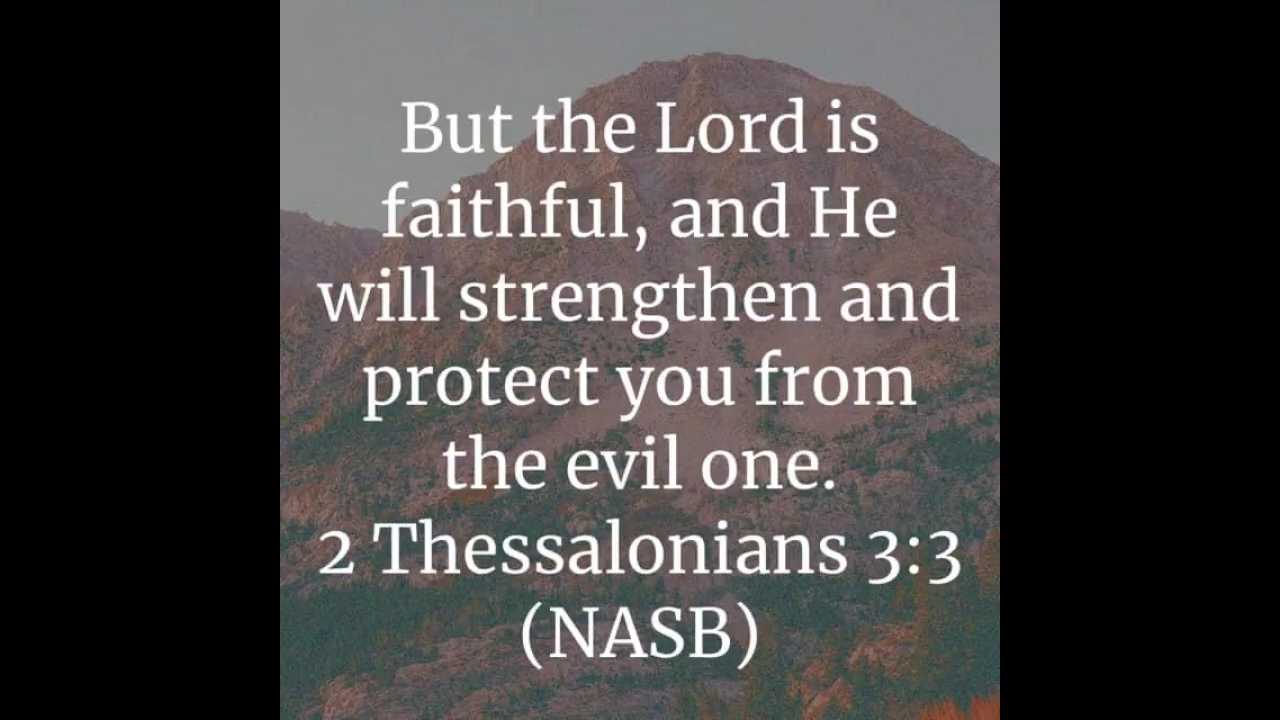 But the Lord is
faithful, and He
will strengthen and
protect you from
the evil one.
2 Thessalonians 3:3
(NASB)